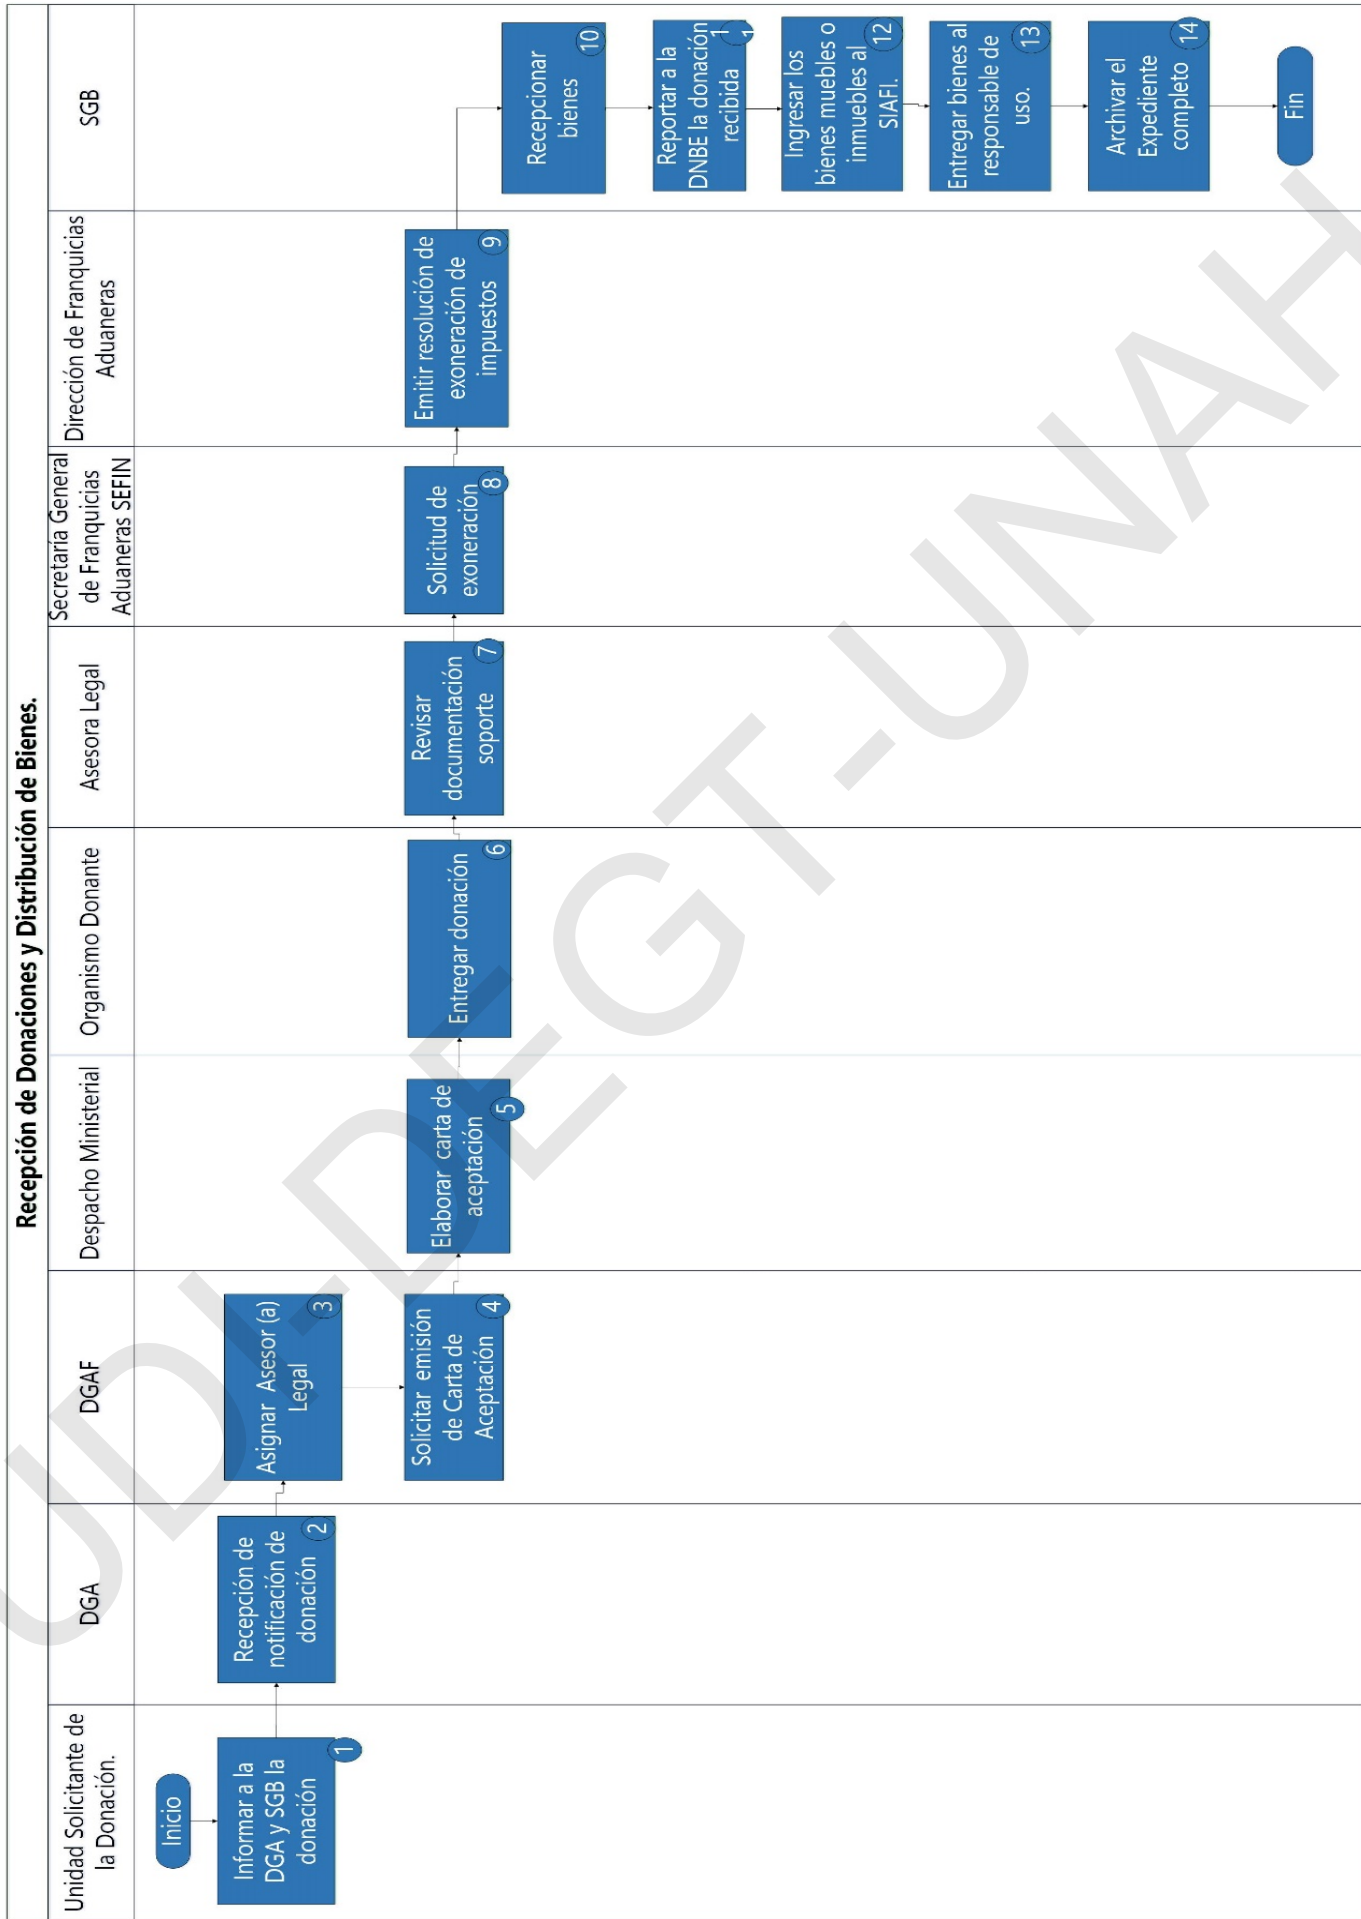 Recepción de Donaciones y Distribución de Bienes.
Unidad Solicitante de
la Donación.
DGA
DGAF
Despacho Ministerial
Organismo Donante
Asesora Legal
Secretaría General
de Franquicias
Aduaneras SEFIN
Dirección de Franquicias
Aduaneras
SGB
Inicio
Informar a la
DGA y SGB la
donación
1
Recepción de
notificación de
donación
2
Asignar Asesor (a)
Legal
3
Solicitar emisión
de Carta de
Aceptación
4
Elaborar carta de
aceptación
5
Entregar donación
6
Revisar
documentación
soporte
7
Solicitud de
exoneración
8
Emitir resolución de
exoneración de
impuestos
9
Recepcionar
bienes
10
Reportar a la
DNBE la donación
recibida
1
1
Ingresar los
bienes muebles o
inmuebles al
SIAFI.
12
Entregar bienes al
responsable de
uso.
13
Archivar el
Expediente
completo
14
Fin
UDI-DEGT-UNAH